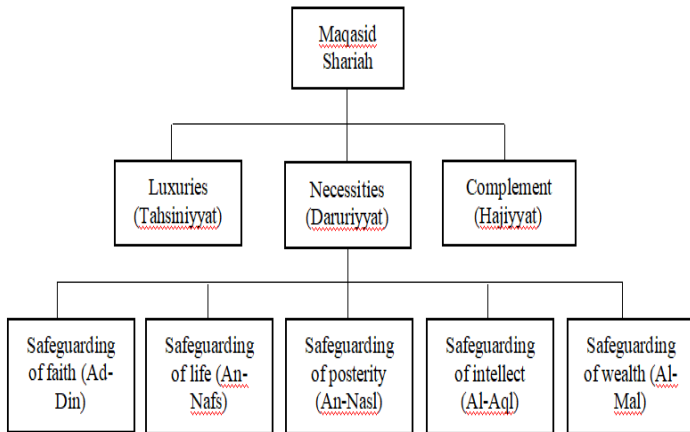 Maqasid
Shariah
Luxuries
(Tahsiniyyat)
Necessities
(Daruriyyat)
Complement
(Hajiyyat)
Safeguarding
of faith (Ad-
Din)
Safeguarding
of life (An-
Nafs)
Safeguarding
of posterity
(An-Nasl)
Safeguarding
of intellect
(Al-Aql)
Safeguarding
of wealth (Al-
Mal)